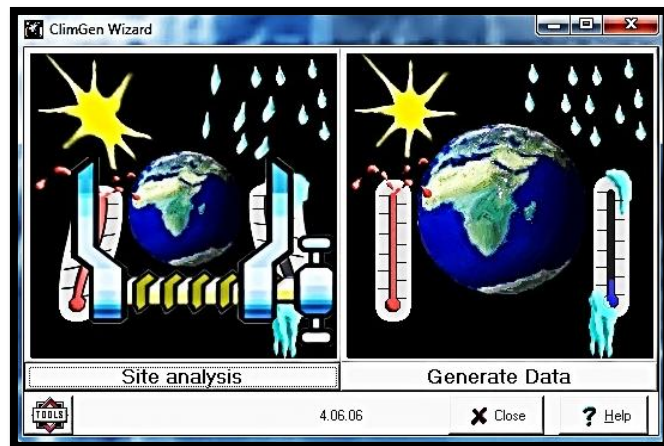 ClimGen Wizard
Site analysis
Generate Data
TOOLS
4.06.06
Close
? Help